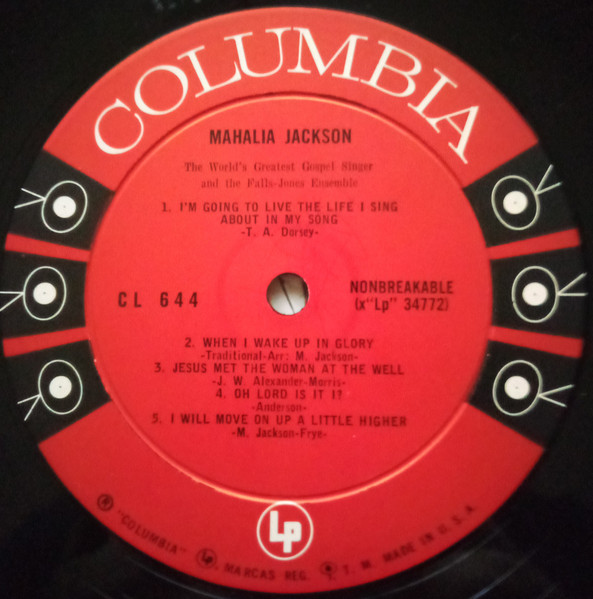 COLUMBIA
MAHALIA JACKSON
The World's Greatest Gospel Singer
and the Falls-Jones Ensemble
1. I'M GOING TO LIVE THE LIFE I SING
ABOUT IN MY SONG
-T. A. Dorsey-
CL 644
NONBREAKABLE
(x"Lp" 34772)
2. WHEN I WAKE UP IN GLORY
-Traditional-Arr: M. Jackson-
3. JESUS MET THE WOMAN AT THE WELL
-J. W. Alexander-Morris-
4. OH LORD IS IT I?
-Anderson-
5. I WILL MOVE ON UP A LITTLE HIGHER
-M. Jackson-Frye-
LP
® "COLUMBIA" LP, MARCAS REG. T. M. MADE IN U.S.A.